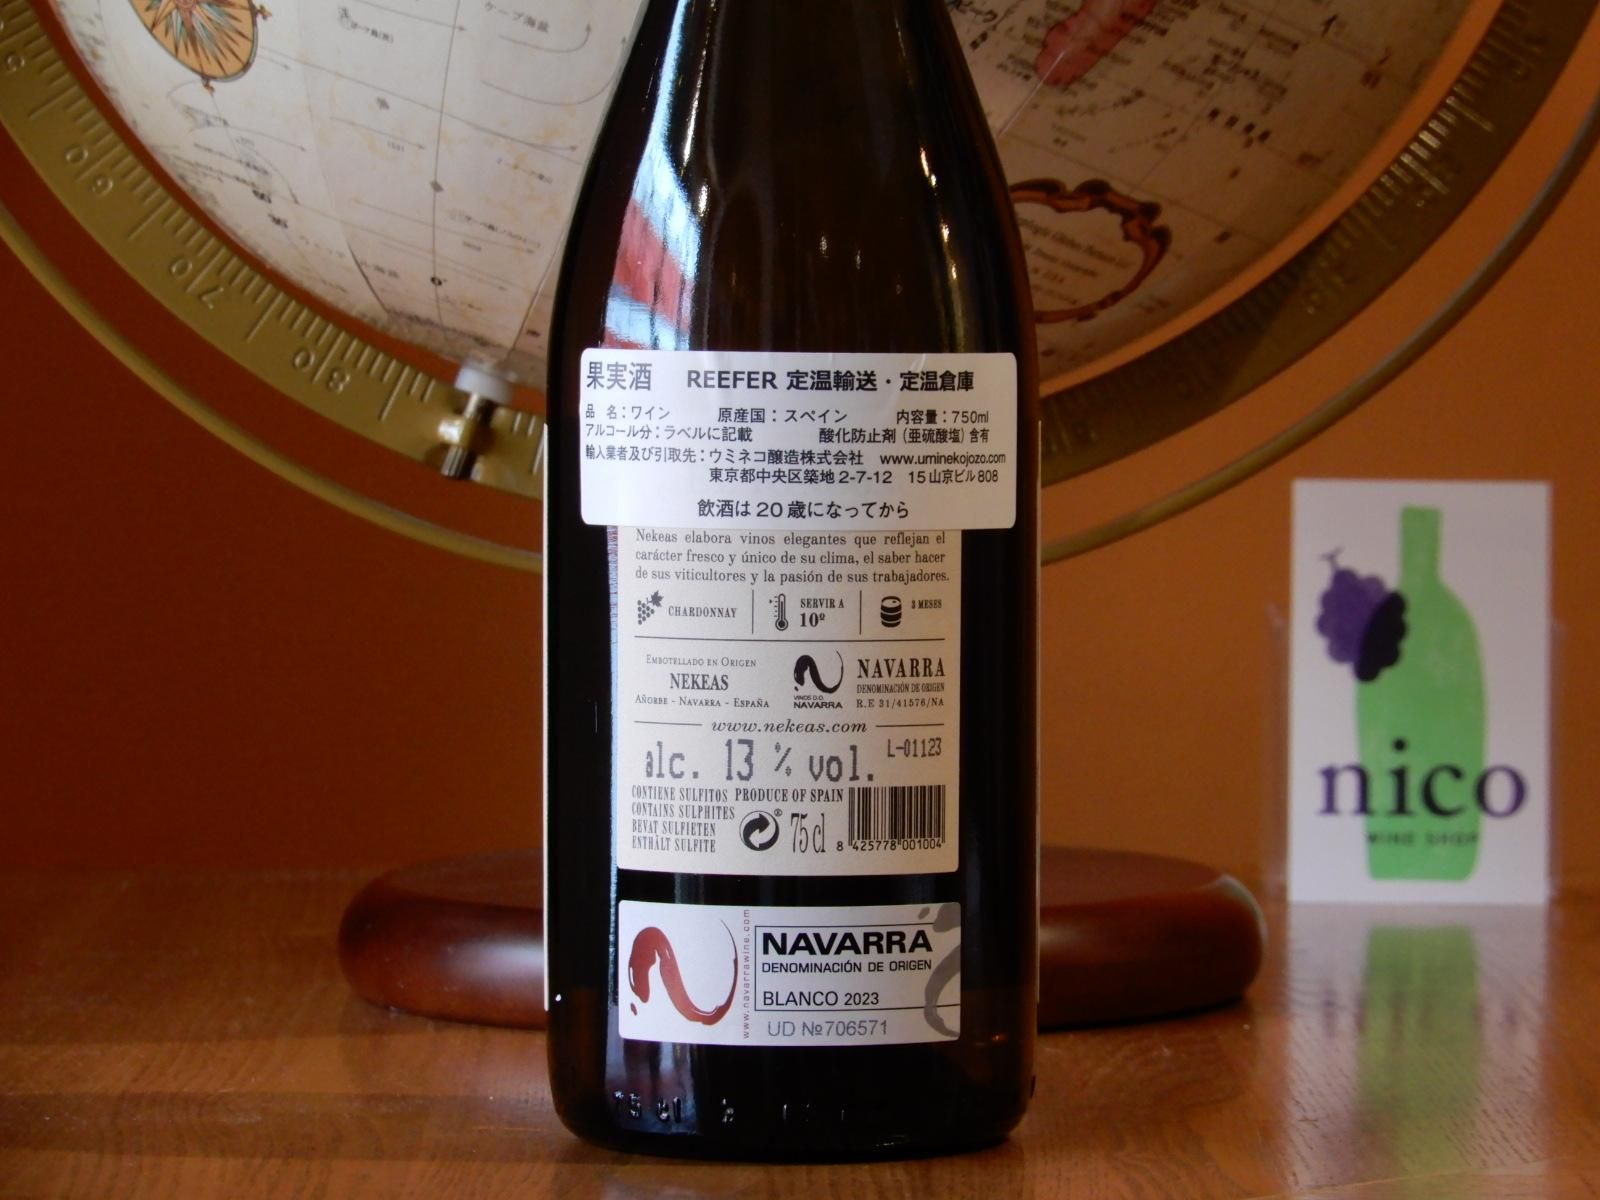 果実酒 REEFER 定温輸送・定温倉庫
品 名：ワイン 原産国：スペイン 内容量：750ml
アルコール分：ラベルに記載 酸化防止剤（亜硫酸塩）含有
輸入業者及び引取先：ウミネコ醸造株式会社 www.uminekojozo.com
東京都中央区築地2-7-12 15山京ビル808
飲酒は20歳になってから
Nekeas elabora vinos elegantes que reflejan el
carácter fresco y único de su clima, el saber hacer
de sus viticultores y la pasión de sus trabajadores.
CHARDONNAY
SERVIR A
10º
3 MESES
EMBOTELLADO EN ORIGEN
NEKEAS
AÑORBE - NAVARRA - ESPAÑA
VINOS D.O.
NAVARRA
NAVARRA
DENOMINACIÓN DE ORIGEN
R.E 31/41576/NA
www.nekeas.com
alc. 13 % vol. L-01123
CONTIENE SULFITOS PRODUCE OF SPAIN
CONTAINS SULPHITES
BEVAT SULFIETEN
ENTHÄLT SULFITE
75 cl
8 425778 001004
www.navarrawine.com
NAVARRA
DENOMINACIÓN DE ORIGEN
BLANCO 2023
UD №706571
nico
WINE SHOP